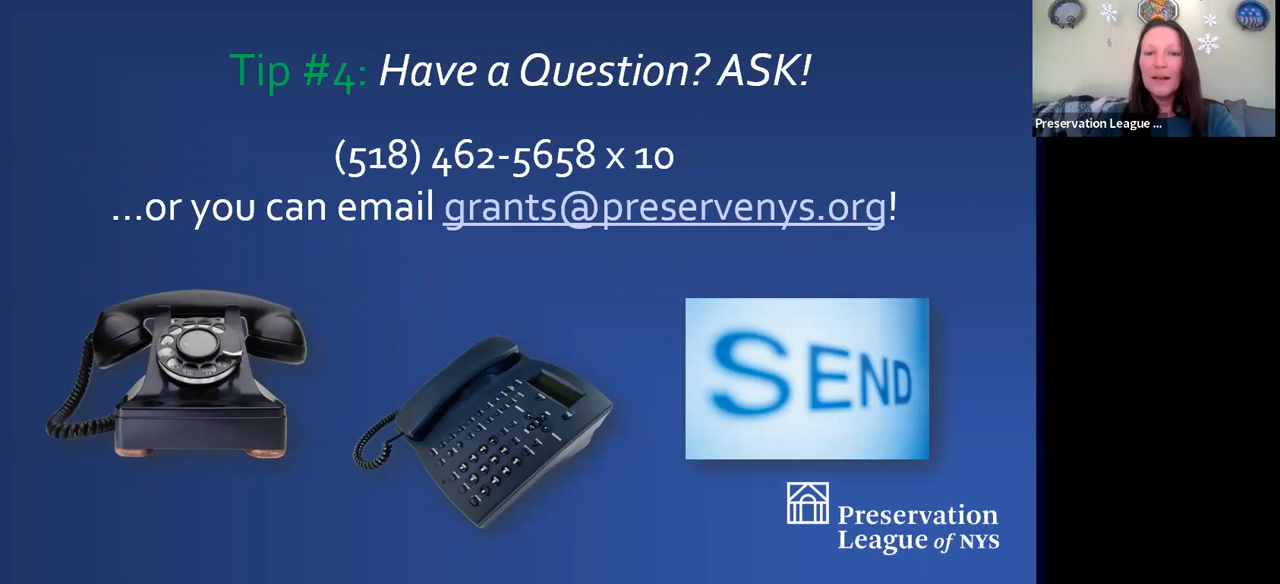 Tip #4: Have a Question? ASK!
(518) 462-5658 x 10
...or you can email grants@preservenys.org!
SEND
Preservation
League of NYS
Preservation League ...